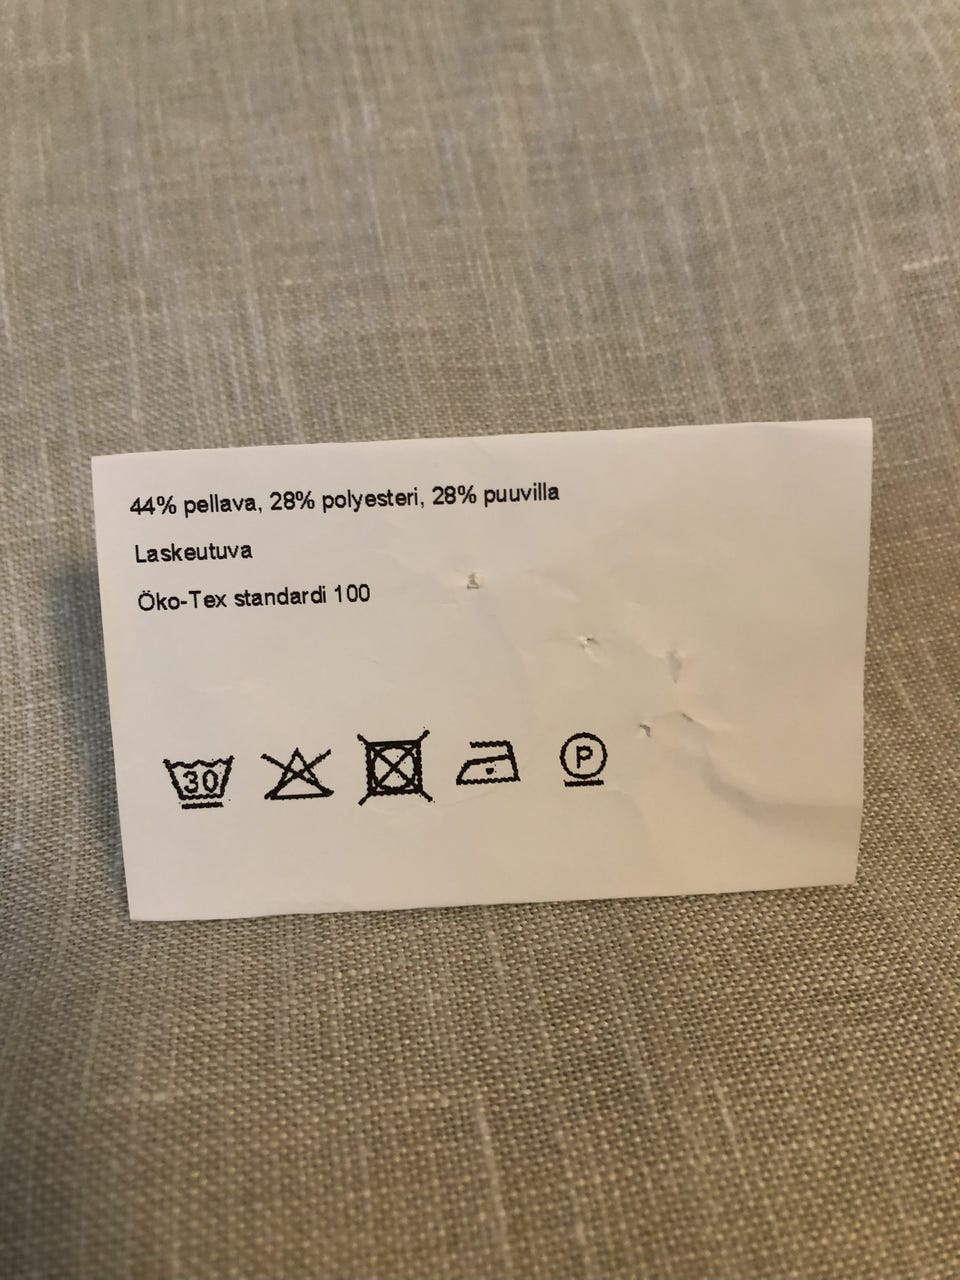 44% pellava, 28% polyesteri, 28% puuvilla
Laskeutuva
Öko-Tex standardi 100
30 P